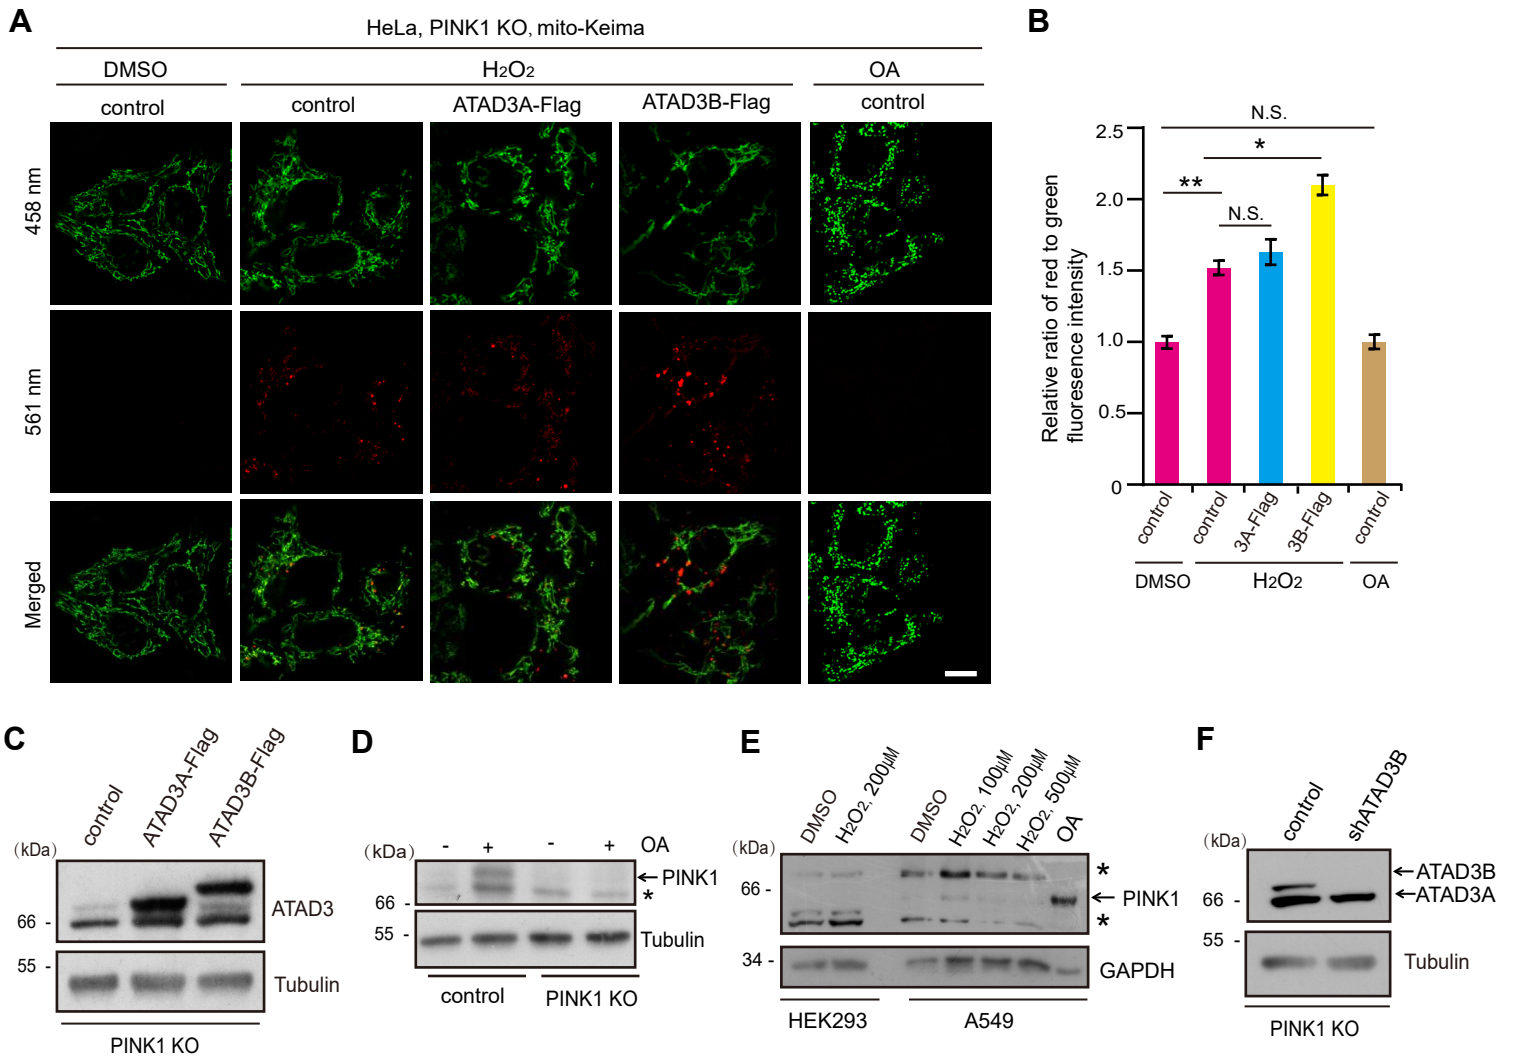 A
HeLa, PINK1 KO, mito-Keima
DMSO
H2O2
OA
control
control
ATAD3A-Flag
ATAD3B-Flag
control
458 nm
561 nm
Merged
B
Relative ratio of red to green
fluoresence intensity
2.5
2.0
1.5
1.0
0.5
0
N.S.
*
**
N.S.
control
control
3A-Flag
3B-Flag
control
DMSO
H2O2
OA
C
control
ATAD3A-Flag
ATAD3B-Flag
(kDa)
66 -
ATAD3
55 -
Tubulin
PINK1 KO
D
(kDa)
- + - + OA
←PINK1
*
66 -
55 -
Tubulin
control
PINK1 KO
E
DMSO
H2O2, 200μM
DMSO
H2O2, 100μM
H2O2, 200μM
H2O2, 500μM
OA
(kDa)
*
66 -
← PINK1
*
34 -
GAPDH
HEK293
A549
F
control
shATAD3B
(kDa)
←ATAD3B
66 -
←ATAD3A
55 -
Tubulin
PINK1 KO